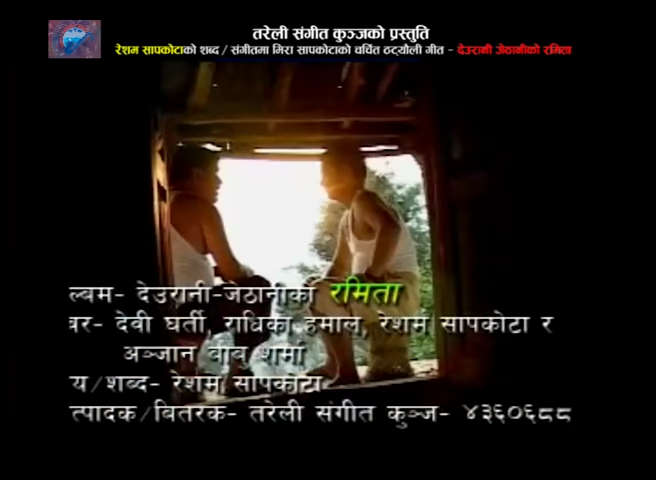 तरेली संगीत कुञ्जको प्रस्तुति
रेशम सापकोटाको शब्द / संगीतमा मिरा सापकोटाको चर्चित ठट्यौली गीत - देउरानी जेठानीको रमिता
ल्बम- देउरानी-जेठानीको रमिता
वर- देवी घर्ती, राधिका हमाल, रेशम सापकोटा र
अञ्जान बाबु शर्मा
य/शब्द- रेशम सापकोटा
त्पादक/बितरक- तरेली संगीत कुञ्ज- ४३६०६८८